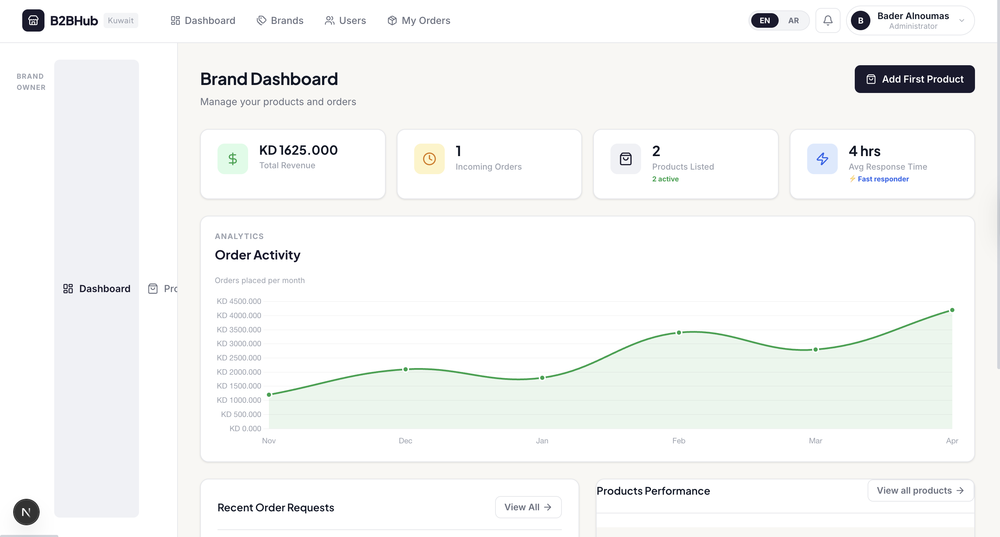 B2BHub Kuwait Dashboard Brands Users My Orders EN AR B Bader Alnoumas
Administrator
BRAND
OWNER
Dashboard
Pro
Brand Dashboard
Manage your products and orders
Add First Product
KD 1625.000
Total Revenue
1
Incoming Orders
2
Products Listed
2 active
4 hrs
Avg Response Time
⚡ Fast responder
ANALYTICS
Order Activity
Orders placed per month
KD 4500.000
KD 4000.000
KD 3500.000
KD 3000.000
KD 2500.000
KD 2000.000
KD 1500.000
KD 1000.000
KD 500.000
KD 0.000
Nov Dec Jan Feb Mar Apr
Recent Order Requests
View All →
Products Performance
View all products →
N